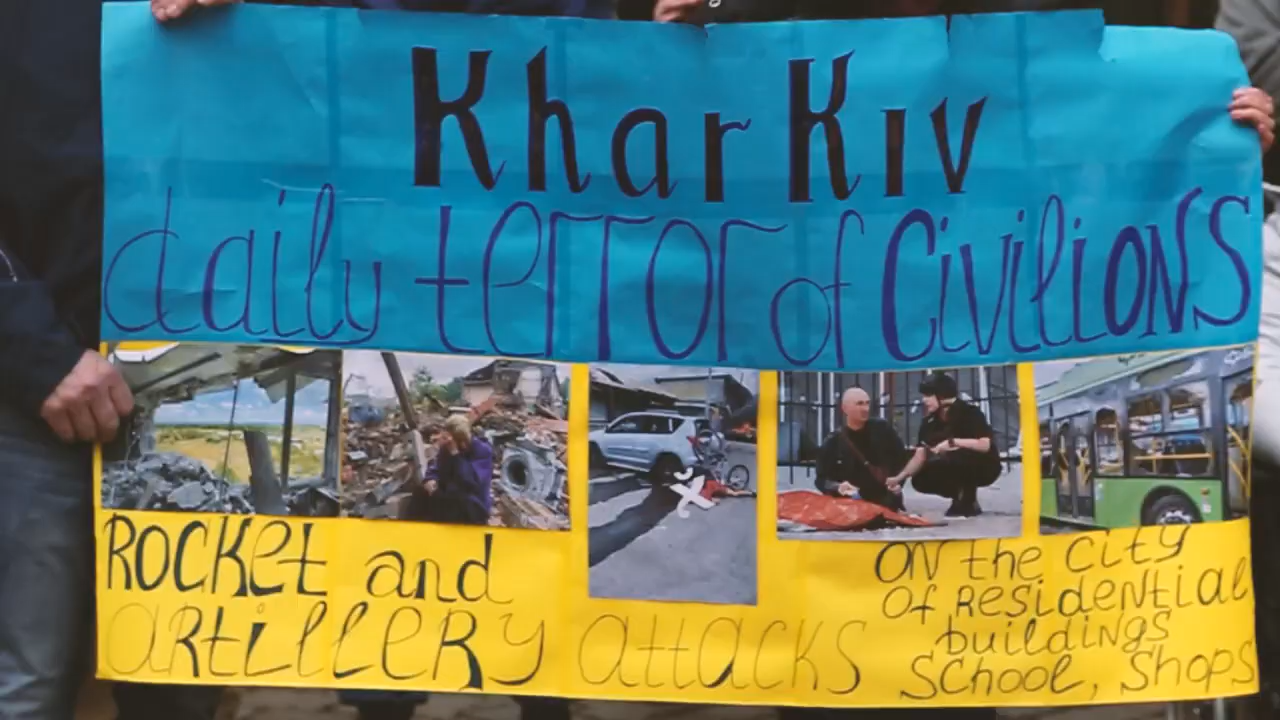 KharKiv
daily terror of CivilioNS
ROCKEt and
aRtilleRy attacks
ON the City
Of ResideNtial
buildiNgS
School, Shops